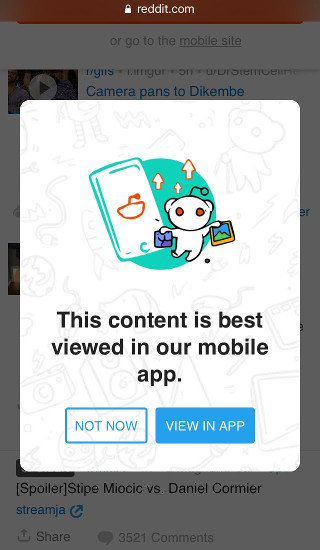 reddit.com
or go to the mobile site
r/gifs • i.imgur • 5h •
Camera pans to Dikembe
er
This content is best
viewed in our mobile
app.
NOT NOW VIEW IN APP
[Spoiler]Stipe Miocic vs. Daniel Cormier
streamja
Share 3521 Comments